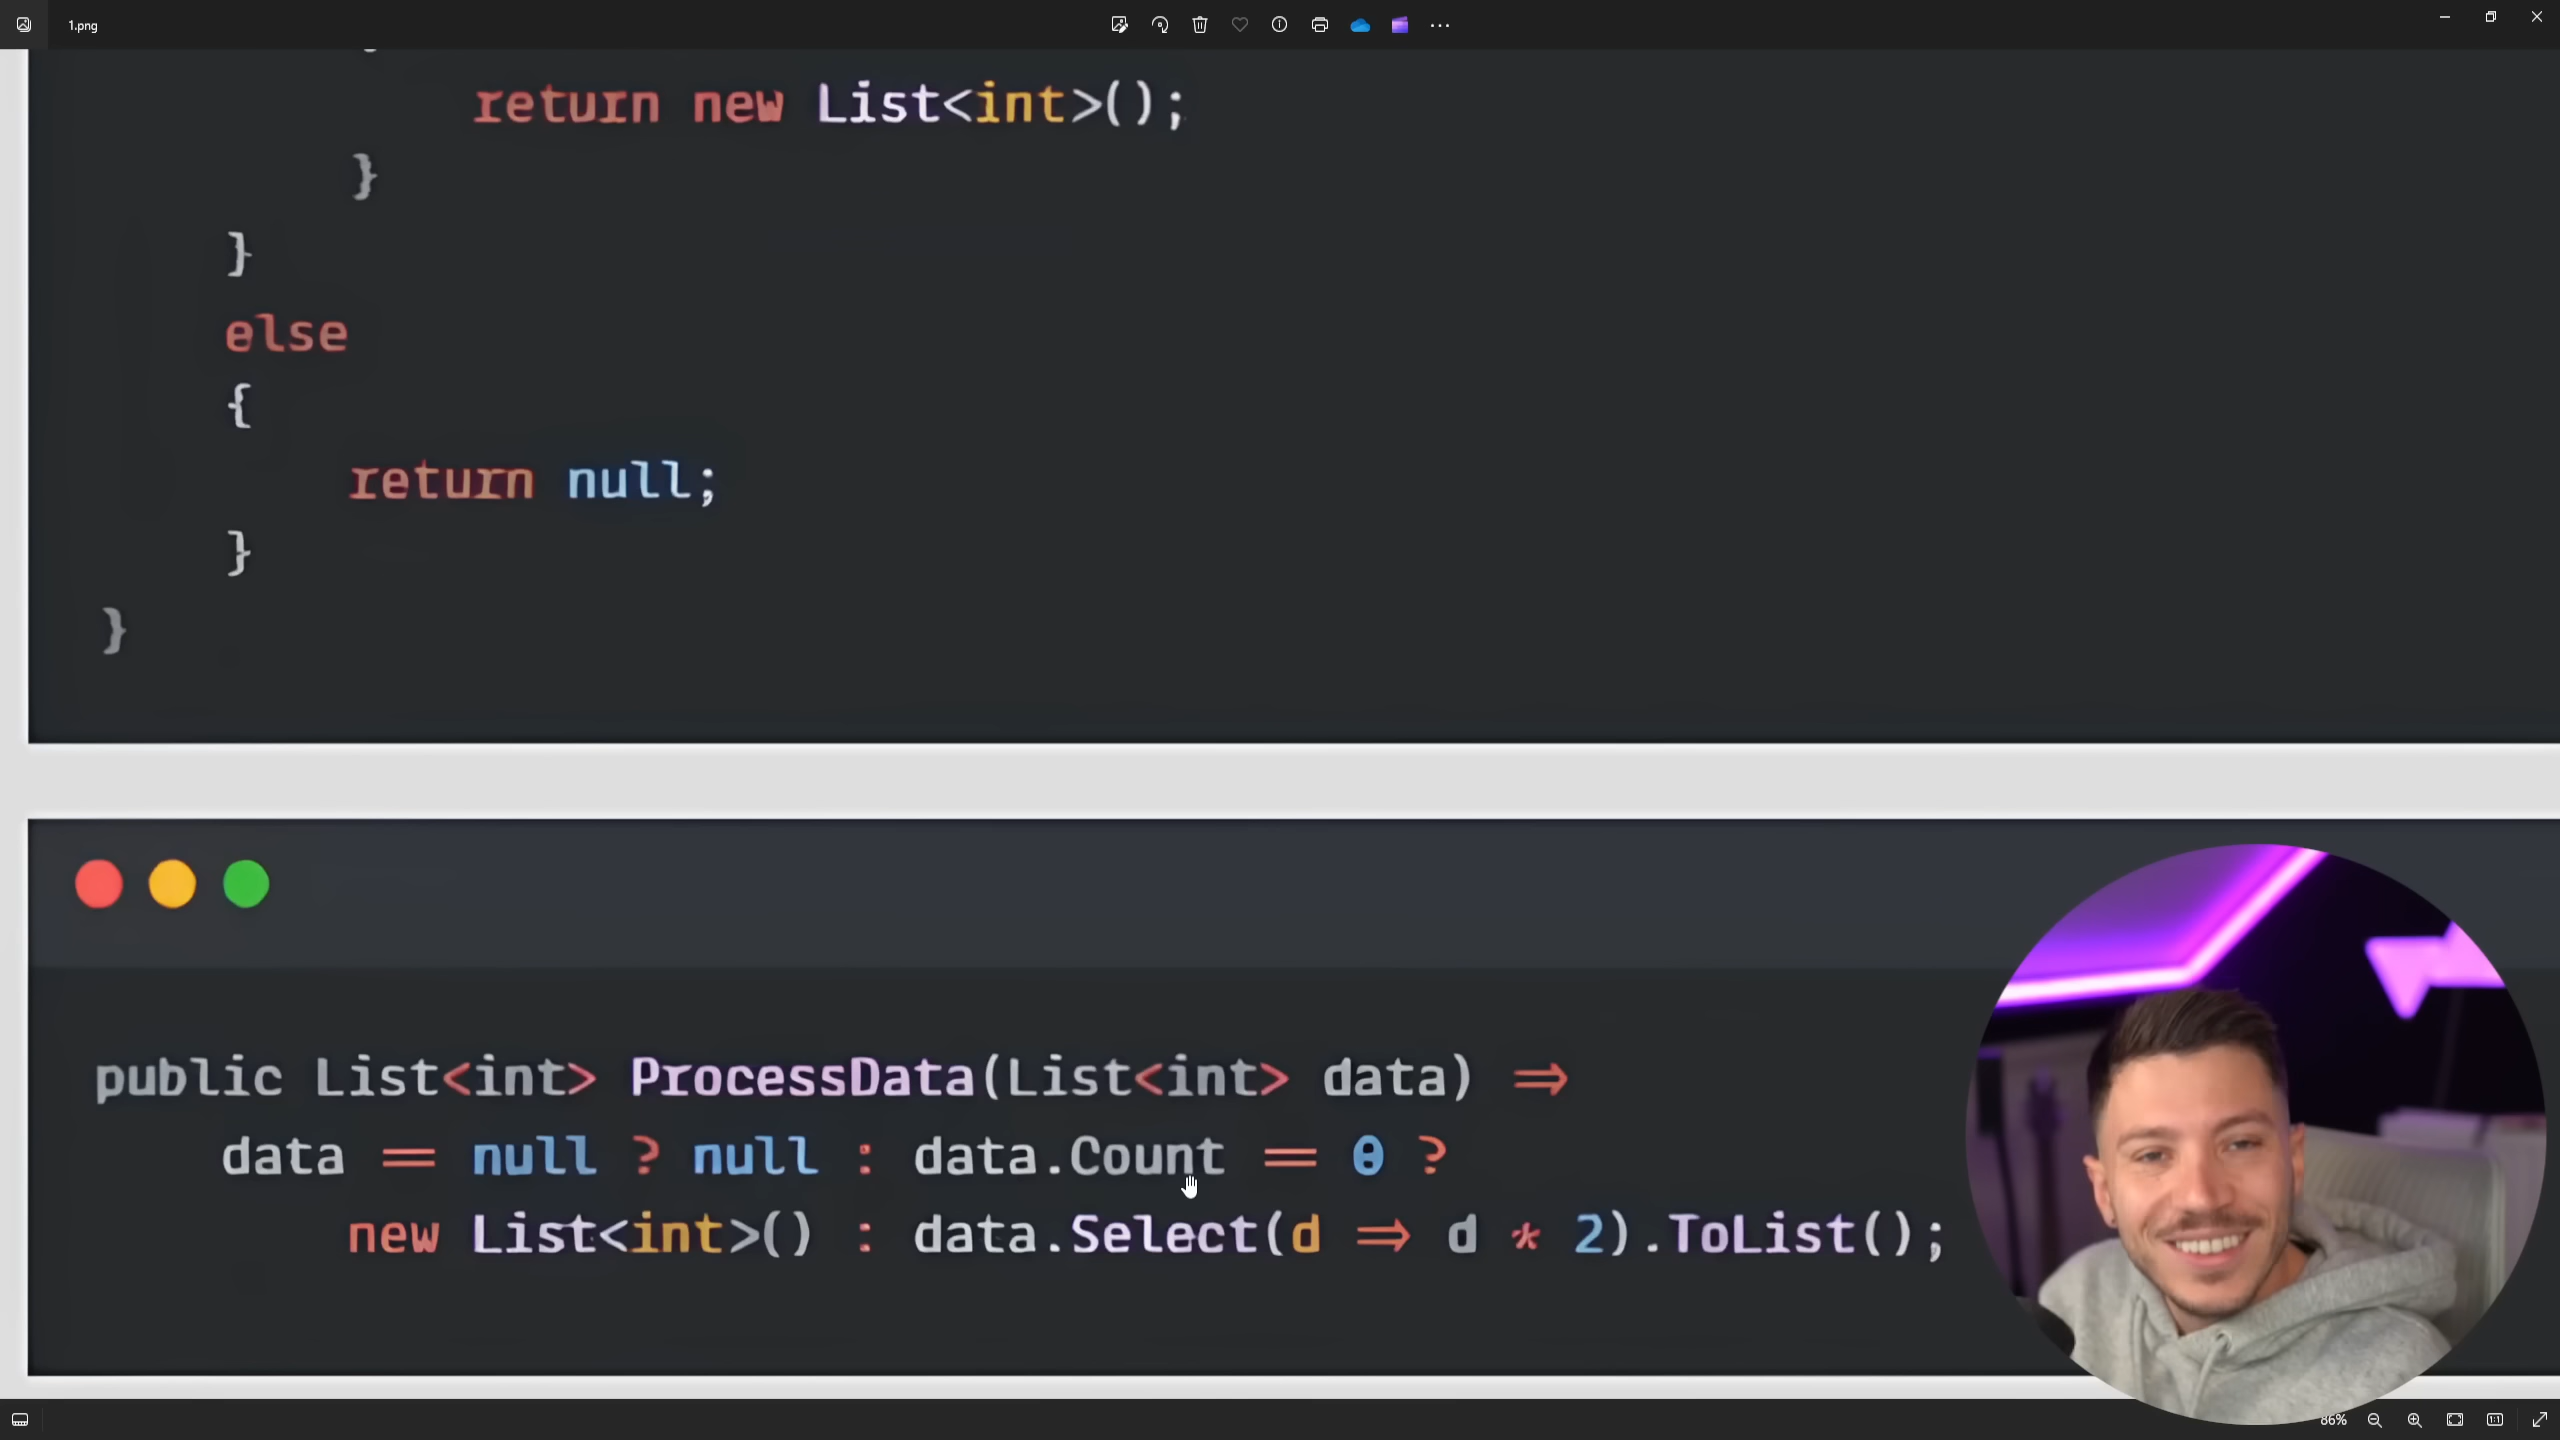 1.png
return new List<int>();
}
}
else
{
return null;
}
}
public List<int> ProcessData(List<int> data) =>
data == null ? null : data.Count == 0 ?
new List<int>() : data.Select(d => d * 2).ToList();
86%